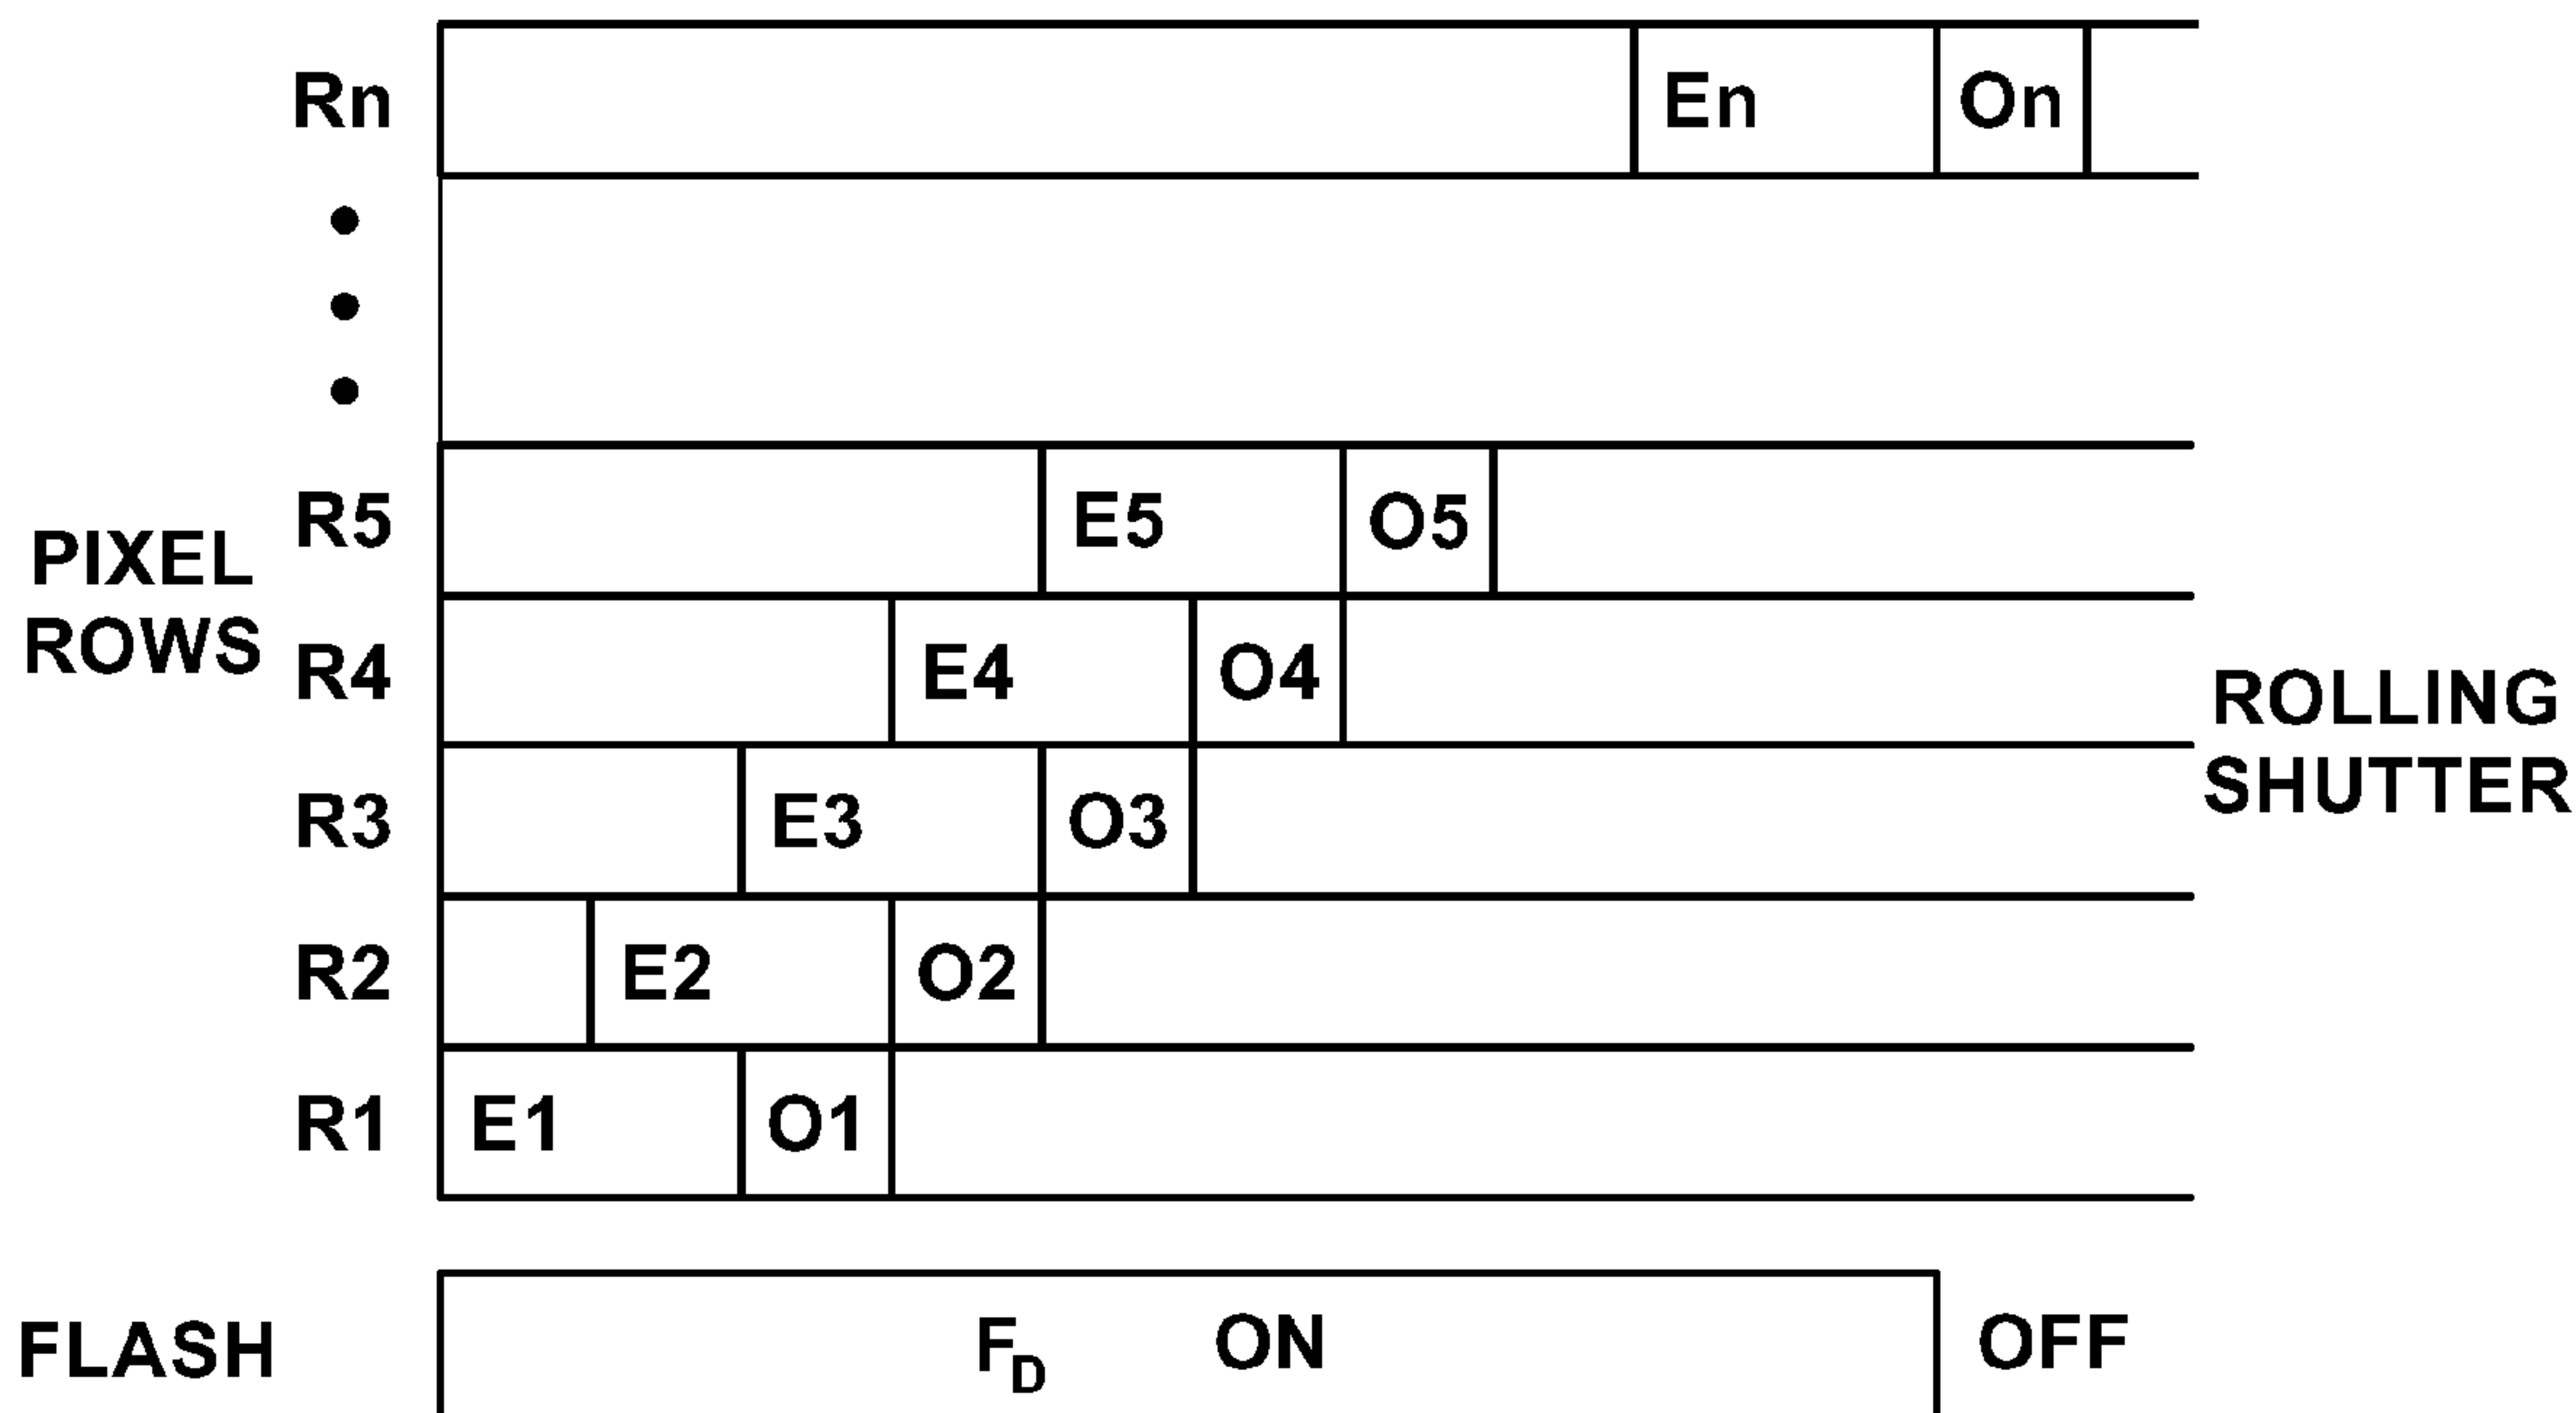 Rn En On
R5 E5 O5
PIXEL
ROWS
R4 E4 O4
R3 E3 O3
R2 E2 O2
R1 E1 O1
ROLLING
SHUTTER
FLASH FD ON OFF